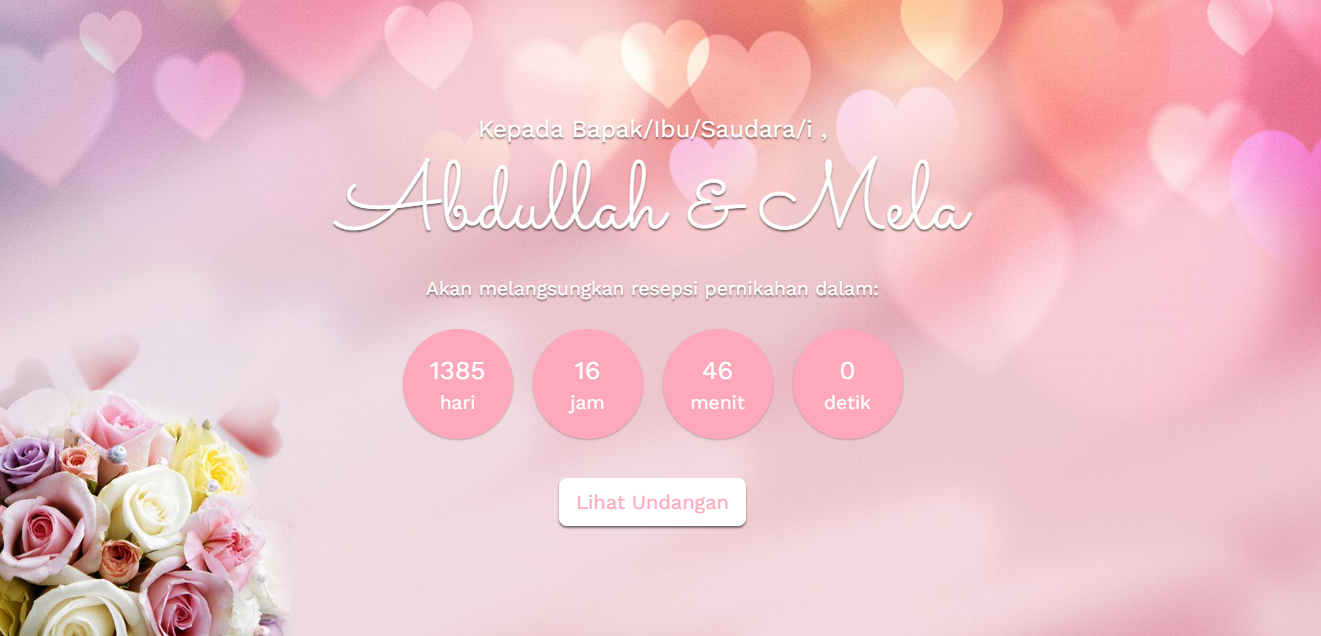 Kepada Bapak/Ibu/Saudara/i ,
Abdullah & Mela
Akan melangsungkan resepsi pernikahan dalam:
1385 16 46 0
hari jam menit detik
Lihat Undangan